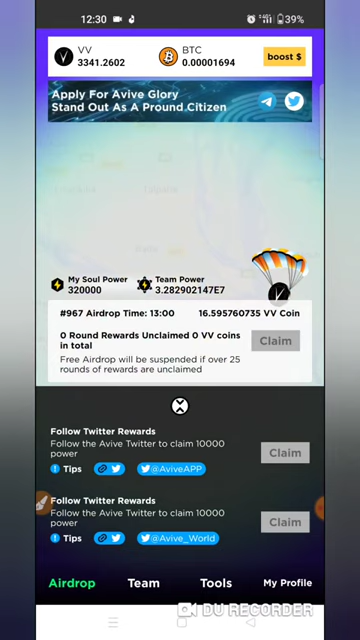 12:30
39%
VV
3341.2602
BTC
0.00001694
boost $
Apply For Avive Glory
Stand Out As A Pround Citizen
My Soul Power
320000
Team Power
3.282902147E7
#967 Airdrop Time: 13:00
16.595760735 VV Coin
0 Round Rewards Unclaimed 0 VV coins
in total
Claim
Free Airdrop will be suspended if over 25
rounds of rewards are unclaimed
Follow Twitter Rewards
Follow the Avive Twitter to claim 10000
power
Claim
Tips
@AviveAPP
Follow Twitter Rewards
Follow the Avive Twitter to claim 10000
power
Claim
Tips
@Avive_World
Airdrop
Team
Tools
My Profile
DU RECORDER